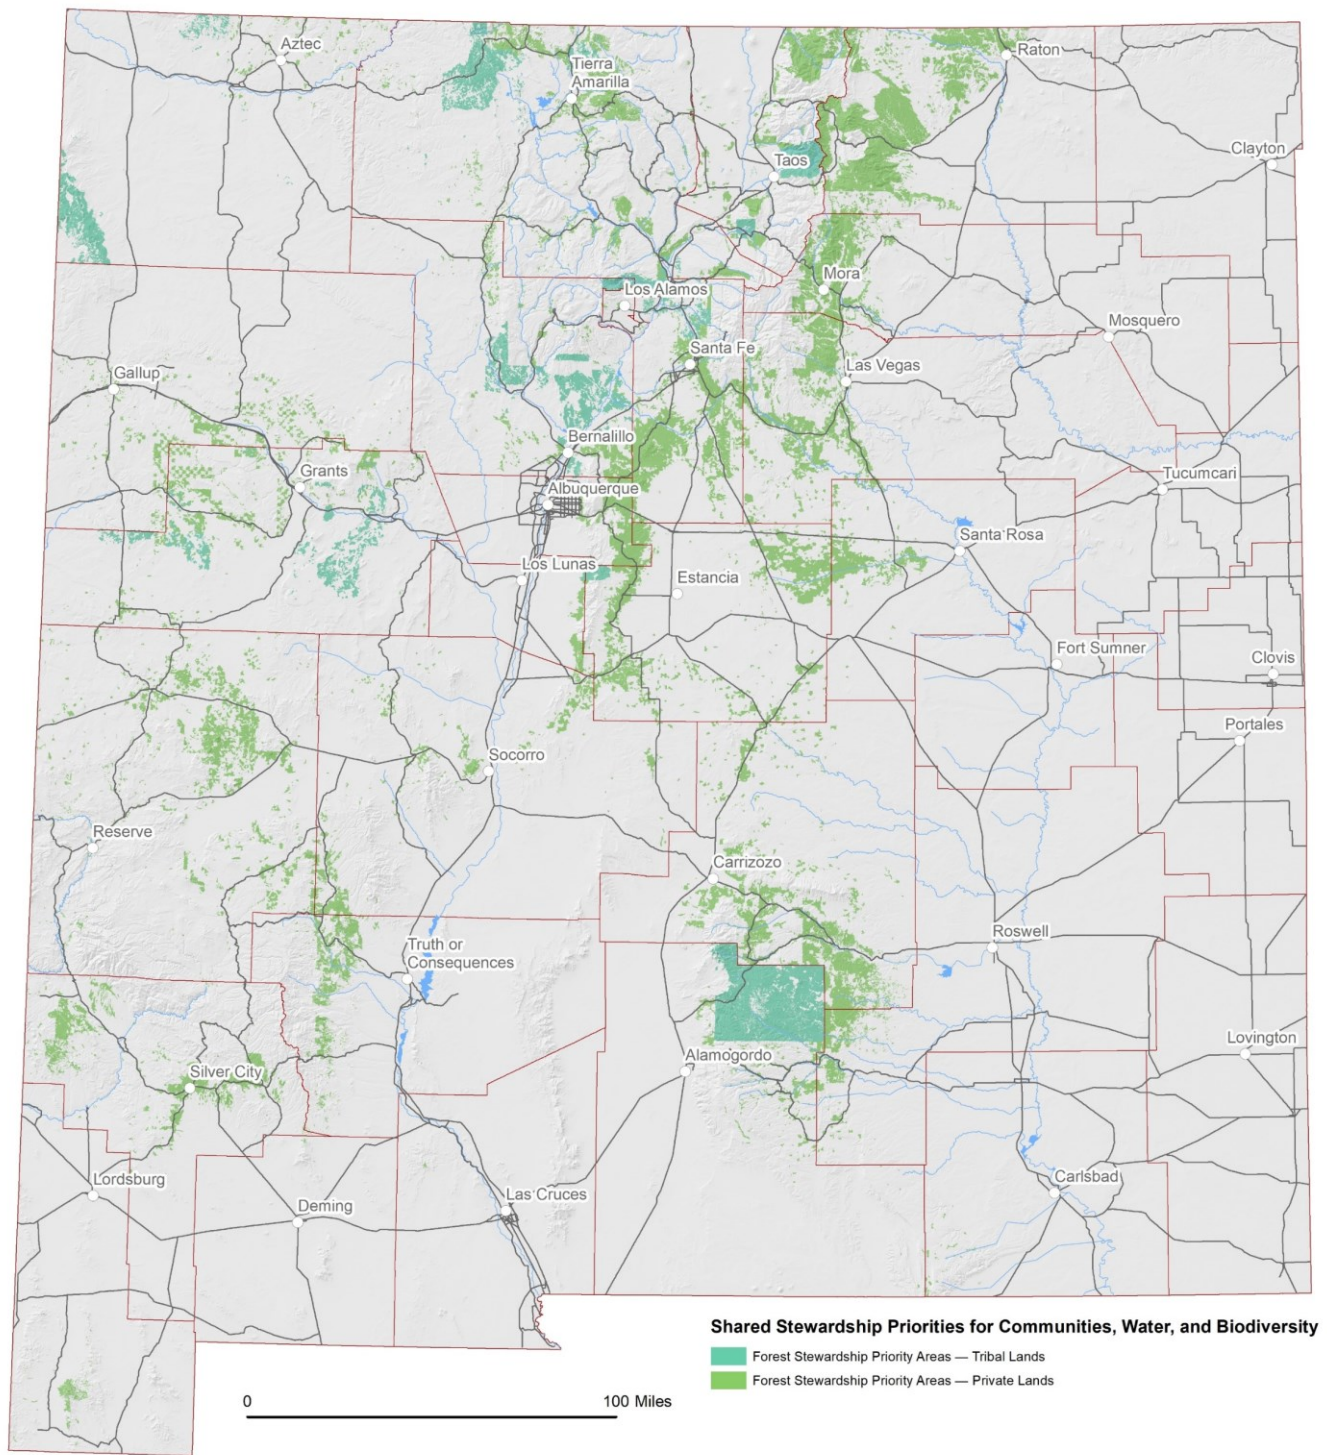 Aztec
Tierra
Amarilla
Raton
Clayton
Taos
Mora
Los Alamos
Mosquero
Santa Fe
Las Vegas
Gallup
Bernalillo
Grants
Tucumcari
Albuquerque
Santa Rosa
Los Lunas
Estancia
Fort Sumner
Clovis
Portales
Socorro
Reserve
Carrizozo
Roswell
Truth or
Consequences
Lovington
Alamogordo
Silver City
Carlsbad
Lordsburg
Las Cruces
Deming
Shared Stewardship Priorities for Communities, Water, and Biodiversity
Forest Stewardship Priority Areas — Tribal Lands
Forest Stewardship Priority Areas — Private Lands
0 100 Miles